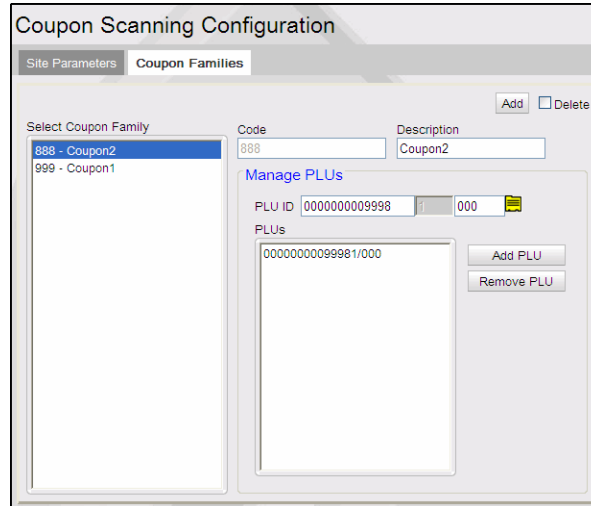 Coupon Scanning Configuration
Site Parameters Coupon Families
Add Delete
Select Coupon Family
888 - Coupon2
999 - Coupon1
Code Description
888 Coupon2
Manage PLUs
PLU ID 0000000009998 1 000
PLUs
00000000099981/000
Add PLU
Remove PLU